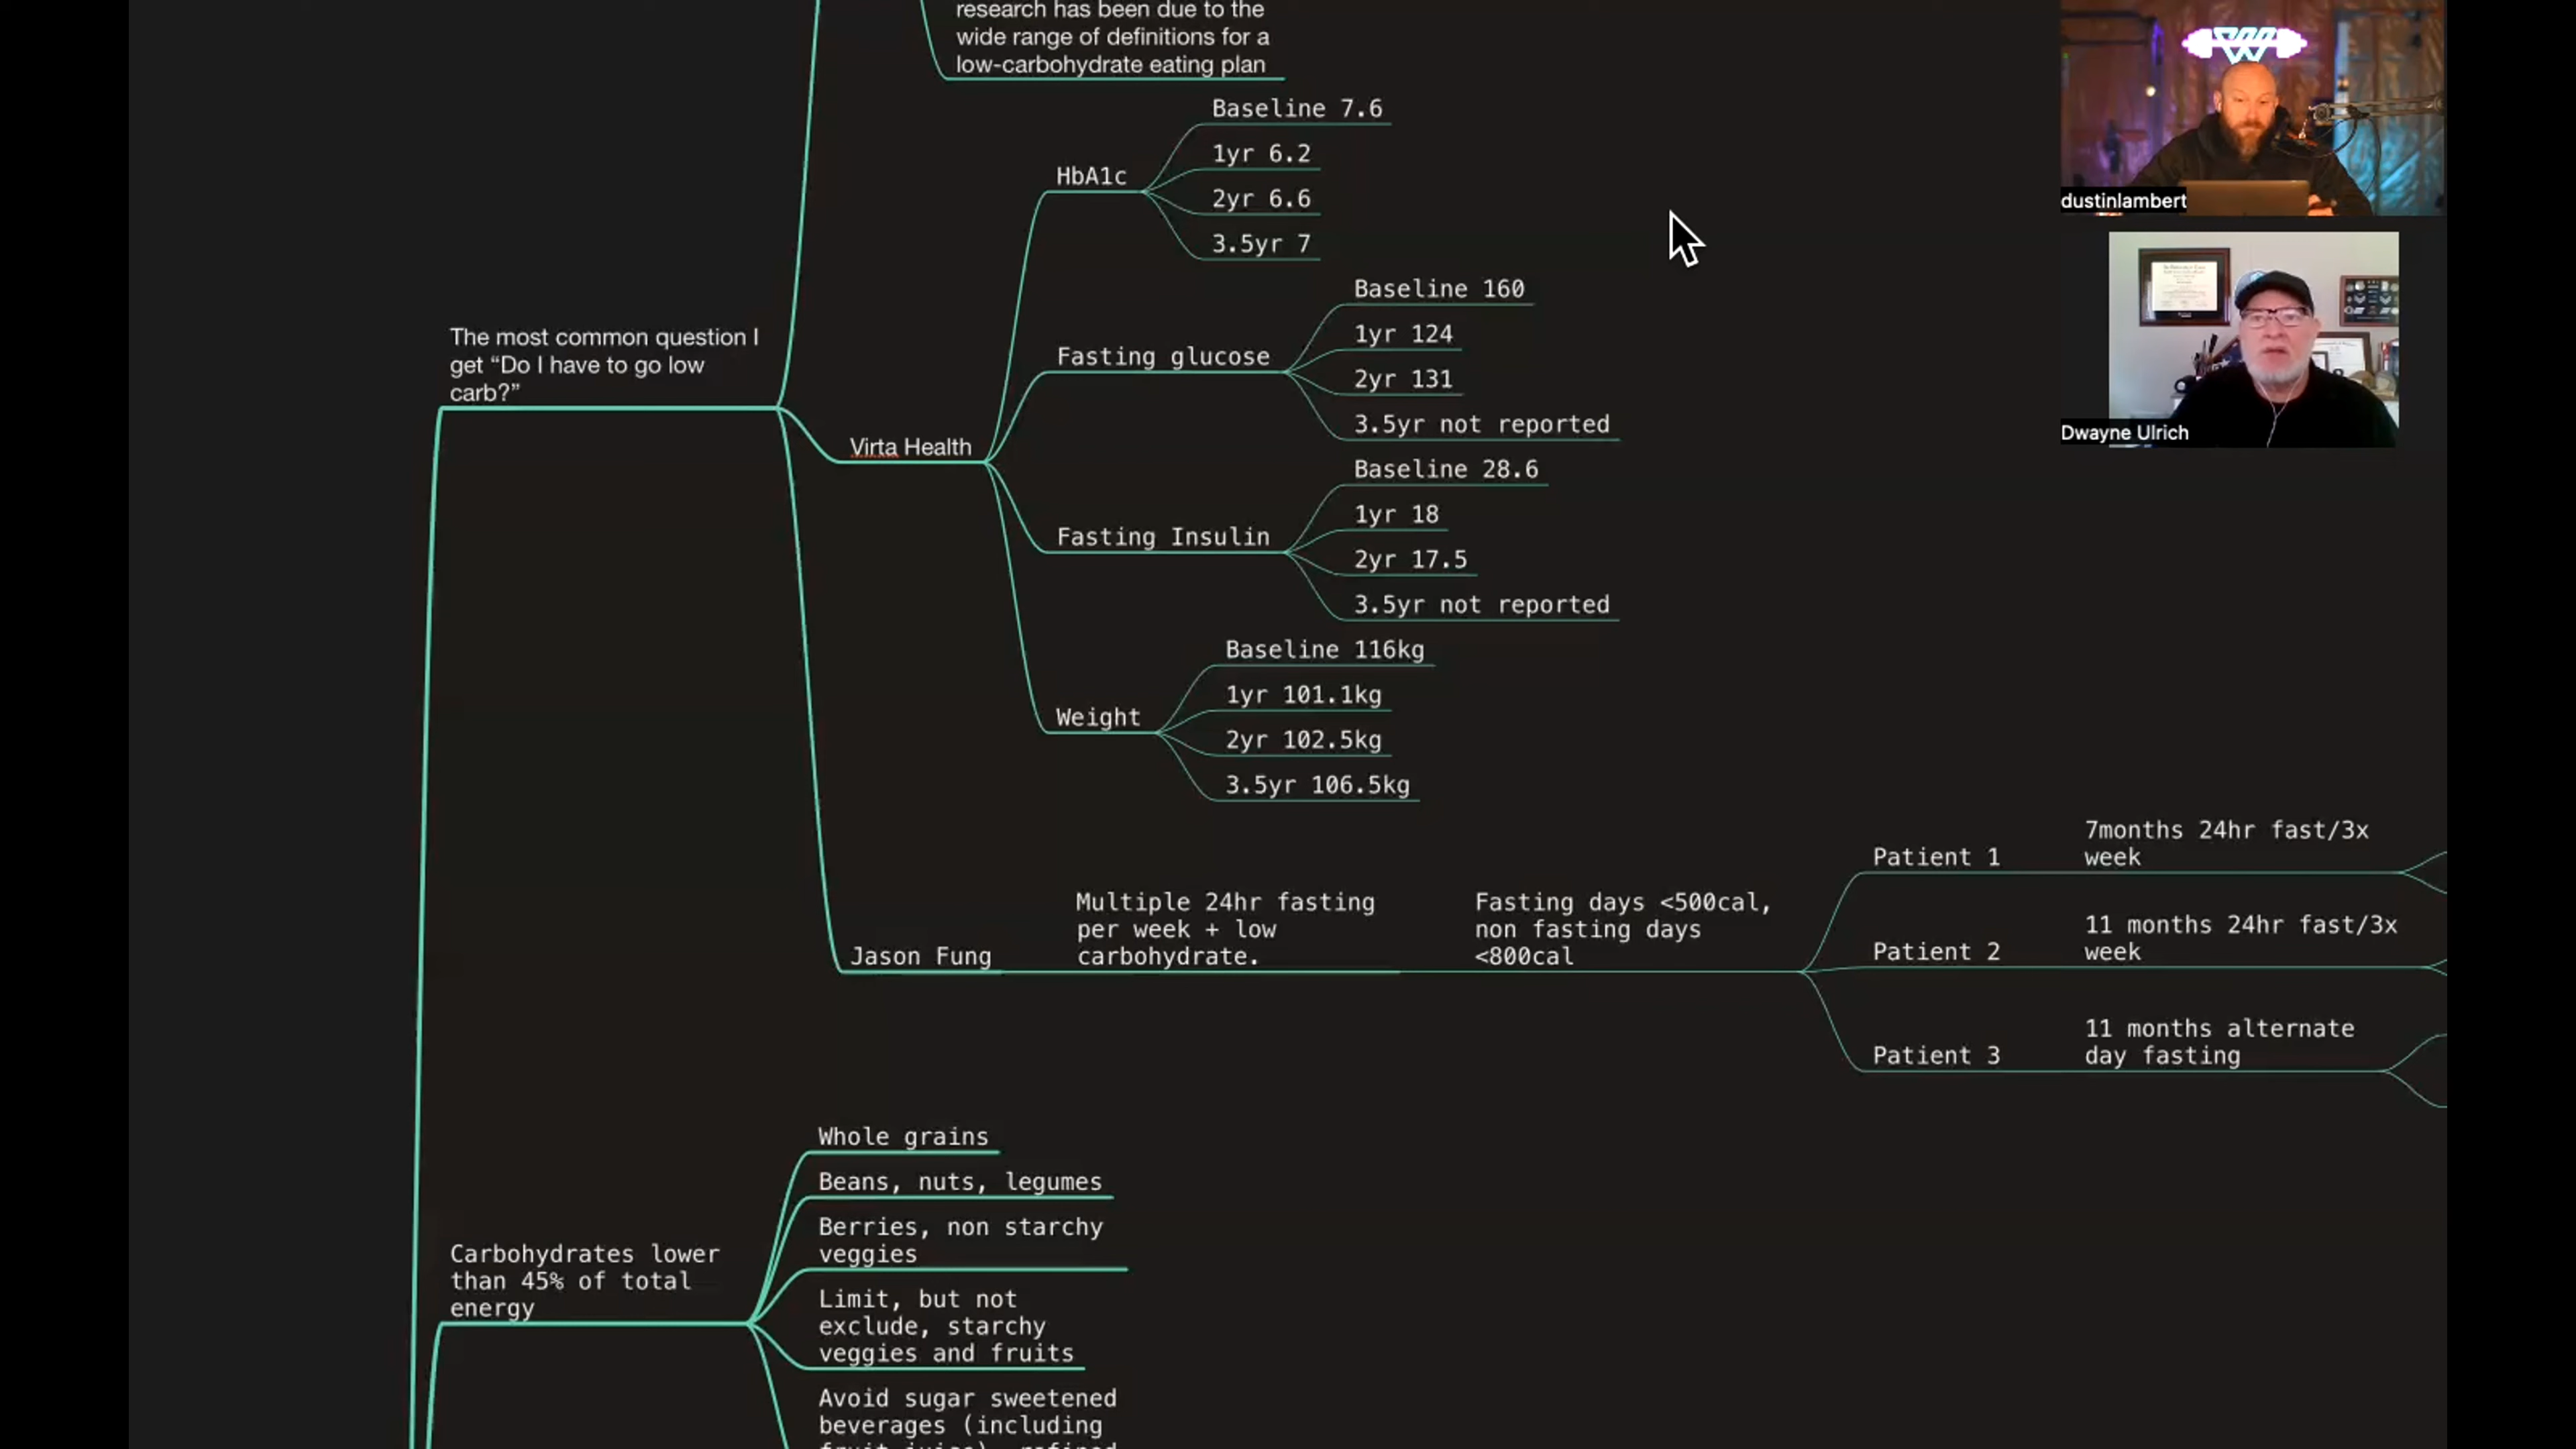 research has been due to the
wide range of definitions for a
low-carbohydrate eating plan
Baseline 7.6
1yr 6.2
HbA1c
2yr 6.6
3.5yr 7
dustinlambert
Baseline 160
1yr 124
Fasting glucose
2yr 131
3.5yr not reported
The most common question I
get “Do I have to go low
carb?”
Dwayne Ulrich
Virta Health
Baseline 28.6
1yr 18
Fasting Insulin
2yr 17.5
3.5yr not reported
Baseline 116kg
1yr 101.1kg
Weight
2yr 102.5kg
3.5yr 106.5kg
Jason Fung
Multiple 24hr fasting
per week + low
carbohydrate.
Fasting days <500cal,
non fasting days
<800cal
Patient 1
7months 24hr fast/3x
week
Patient 2
11 months 24hr fast/3x
week
Patient 3
11 months alternate
day fasting
Carbohydrates lower
than 45% of total
energy
Whole grains
Beans, nuts, legumes
Berries, non starchy
veggies
Limit, but not
exclude, starchy
veggies and fruits
Avoid sugar sweetened
beverages (including